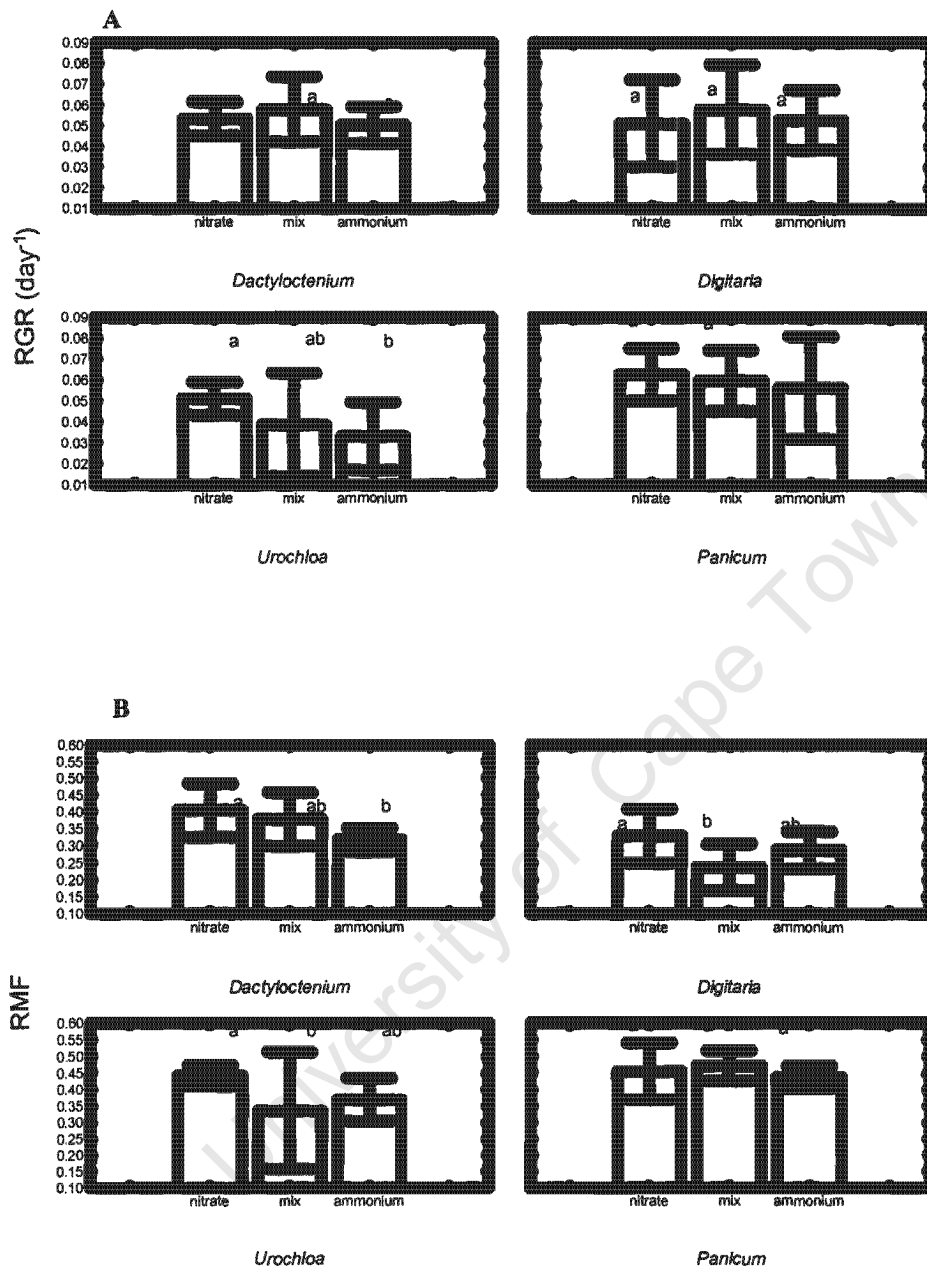 A
0.09
0.08
0.07
0.06
0.05
0.04
0.03
0.02
0.01
a
a
nitrate mix ammonium
Dactyloctenium
a a a
nitrate mix ammonium
Digitaria
RGR (day⁻¹)
0.09
0.08
0.07
0.06
0.05
0.04
0.03
0.02
0.01
a ab b
nitrate mix ammonium
Urochloa
a
nitrate mix ammonium
Panicum
B
0.60
0.55
0.50
0.45
0.40
0.35
0.30
0.25
0.20
0.15
0.10
a ab b
nitrate mix ammonium
Dactyloctenium
a b ab
nitrate mix ammonium
Digitaria
RMF
0.60
0.55
0.50
0.45
0.40
0.35
0.30
0.25
0.20
0.15
0.10
a b ab
nitrate mix ammonium
Urochloa
nitrate mix ammonium
Panicum
University of Cape Town